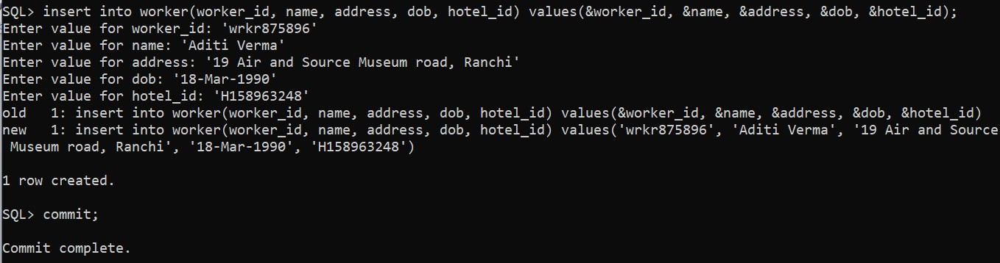 SQL> insert into worker(worker_id, name, address, dob, hotel_id) values(&worker_id, &name, &address, &dob, &hotel_id);
Enter value for worker_id: 'wrkr875896'
Enter value for name: 'Aditi Verma'
Enter value for address: '19 Air and Source Museum road, Ranchi'
Enter value for dob: '18-Mar-1990'
Enter value for hotel_id: 'H158963248'
old   1: insert into worker(worker_id, name, address, dob, hotel_id) values(&worker_id, &name, &address, &dob, &hotel_id)
new   1: insert into worker(worker_id, name, address, dob, hotel_id) values('wrkr875896', 'Aditi Verma', '19 Air and Source
 Museum road, Ranchi', '18-Mar-1990', 'H158963248')
1 row created.
SQL> commit;
Commit complete.